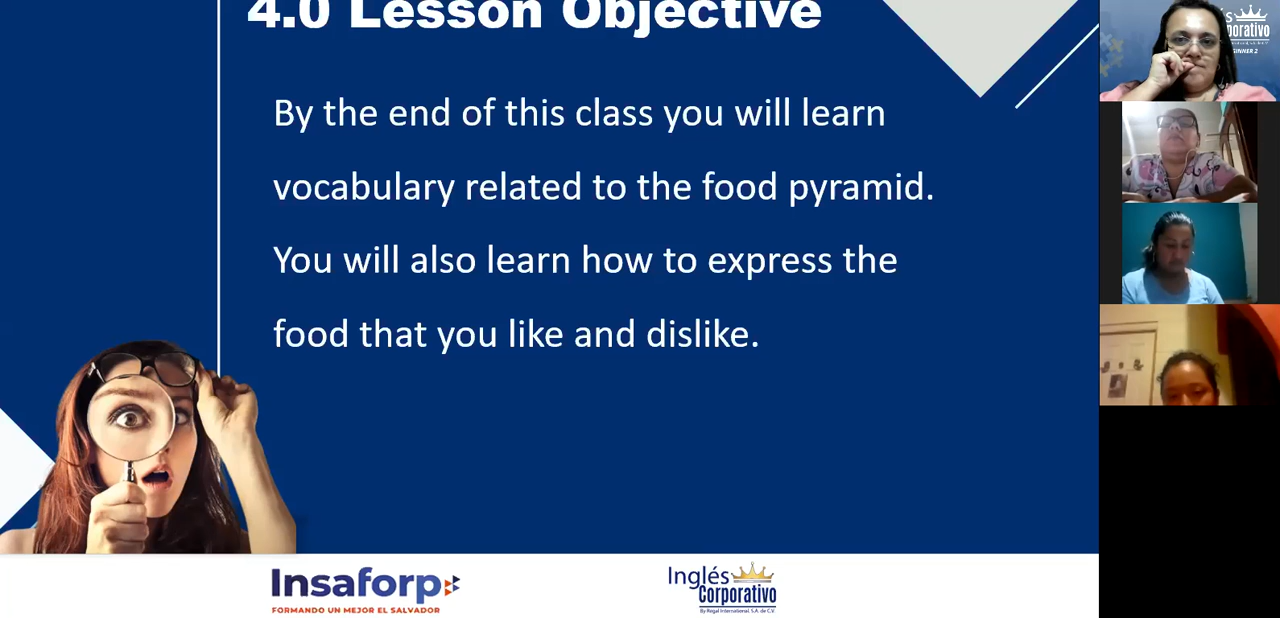 4.0 Lesson Objective
By the end of this class you will learn
vocabulary related to the food pyramid.
You will also learn how to express the
food that you like and dislike.
Insaforp
FORMANDO UN MEJOR EL SALVADOR
Inglés
Corporativo
By Regal International, S.A. de C.V.